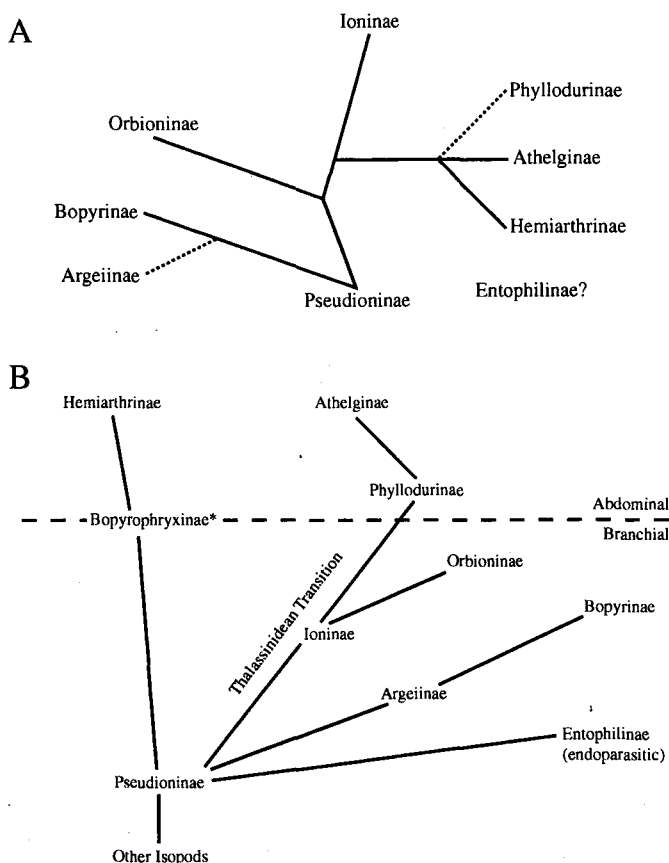 A
Ioninae
Phyllodurinae
Orbioninae
Athelginae
Bopyrinae
Hemiarthrinae
Argeiinae
Entophilinae?
Pseudioninae
B
Hemiarthrinae
Athelginae
Phyllodurinae
Abdominal
Bopyrophryxinae*
Branchial
Orbioninae
Thalassinidean Transition
Bopyrinae
Ioninae
Argeiinae
Entophilinae
(endoparasitic)
Pseudioninae
Other Isopods